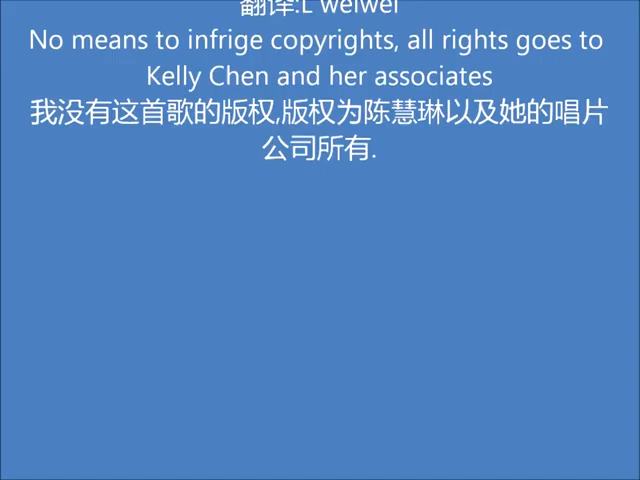 翻译:L weiwei
No means to infrige copyrights, all rights goes to
Kelly Chen and her associates
我没有这首歌的版权,版权为陈慧琳以及她的唱片
公司所有.